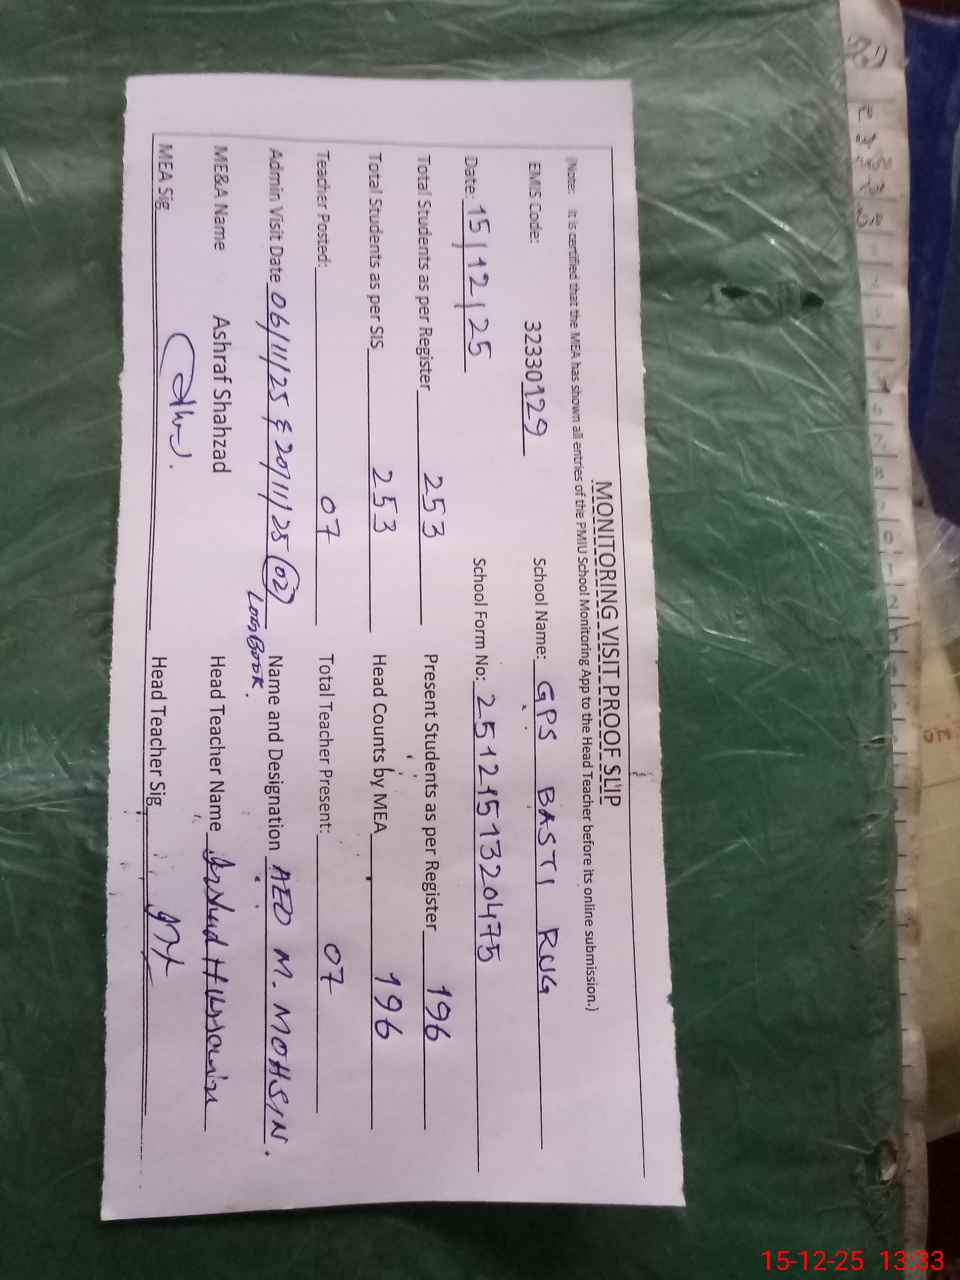 MONITORING VISIT PROOF SLIP
(Note: It is certified that the MEA has shown all entries of the PMIU School Monitoring App to the Head Teacher before its online submission.)
EMIS Code: 32330129 School Name: GPS BASTI RUG
Date: 15/12/25 School Form No: 2512151320475
Total Students as per Register 253 Present Students as per Register 196
Total Students as per SIS 253 Head Counts by MEA 196
Teacher Posted: 07 Total Teacher Present: 07
Admin Visit Date 06/11/25 & 20/11/25 (02) Name and Designation AEO M. MOHSIN.
Log Book.
ME&A Name Ashraf Shahzad Head Teacher Name Arshad Hussain
MEA Sig Head Teacher Sig
15-12-25 13:33